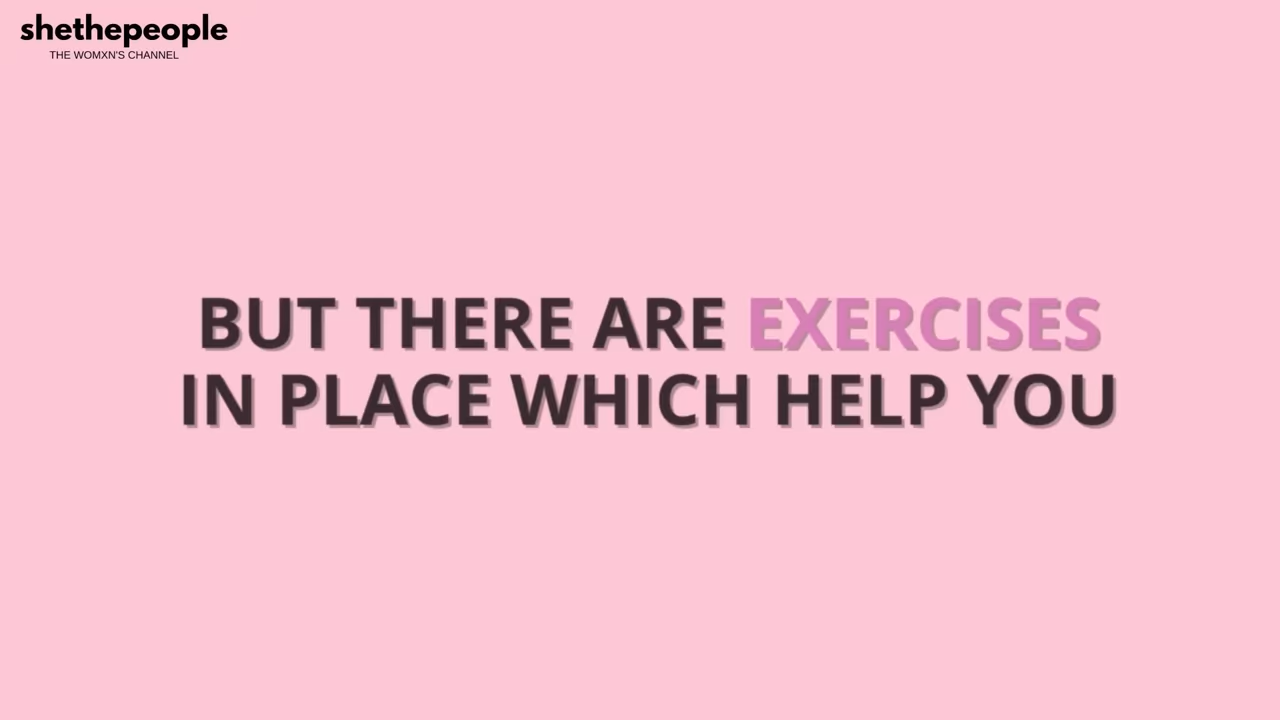 shethepeople
THE WOMXN'S CHANNEL
BUT THERE ARE EXERCISES
IN PLACE WHICH HELP YOU